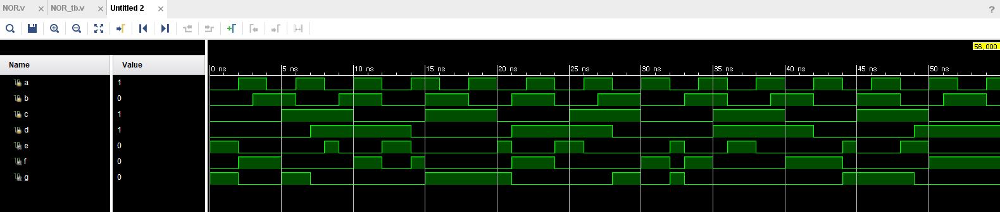 NOR.v × NOR_tb.v × Untitled 2 × ?
56,000
Name Value
0 ns 5 ns 10 ns 15 ns 20 ns 25 ns 30 ns 35 ns 40 ns 45 ns 50 ns
a 1
b 0
c 1
d 1
e 0
f 0
g 0